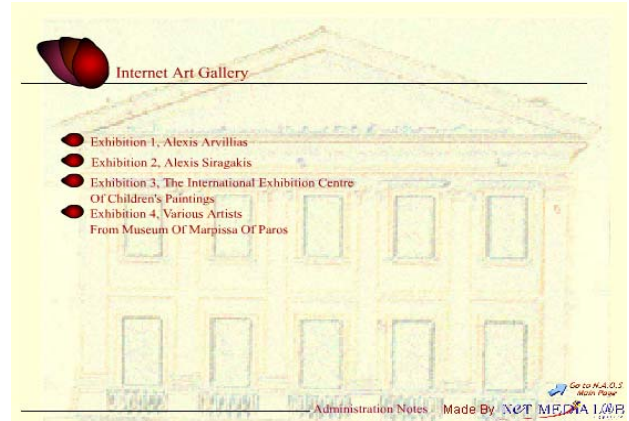 Internet Art Gallery
Exhibition 1, Alexis Arvillias
Exhibition 2, Alexis Siragakis
Exhibition 3, The International Exhibition Centre
Of Children's Paintings
Exhibition 4, Various Artists
From Museum Of Marpissa Of Paros
Go to N.A.O.S
Main Page
Administration Notes Made By NeT MEDIA LAB